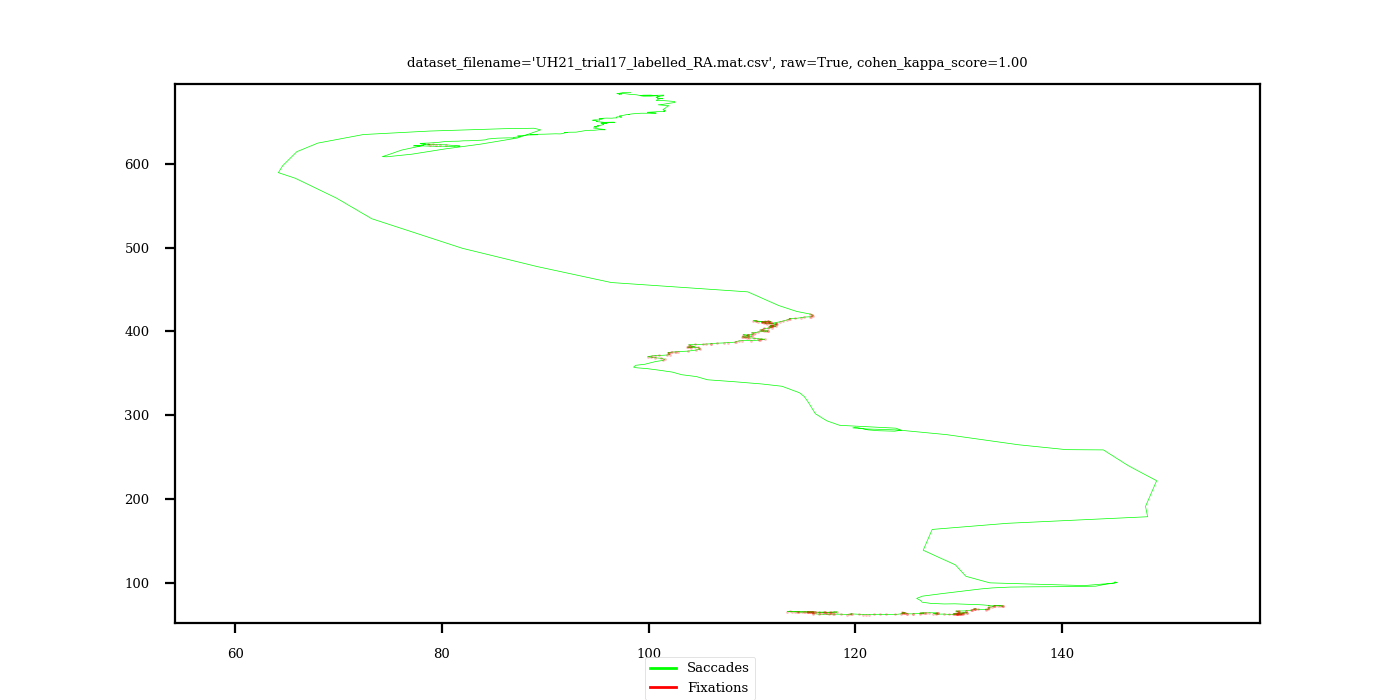 dataset_filename='UH21_trial17_labelled_RA.mat.csv', raw=True, cohen_kappa_score=1.00
600
500
400
300
200
100
60 80 100 120 140
Saccades
Fixations